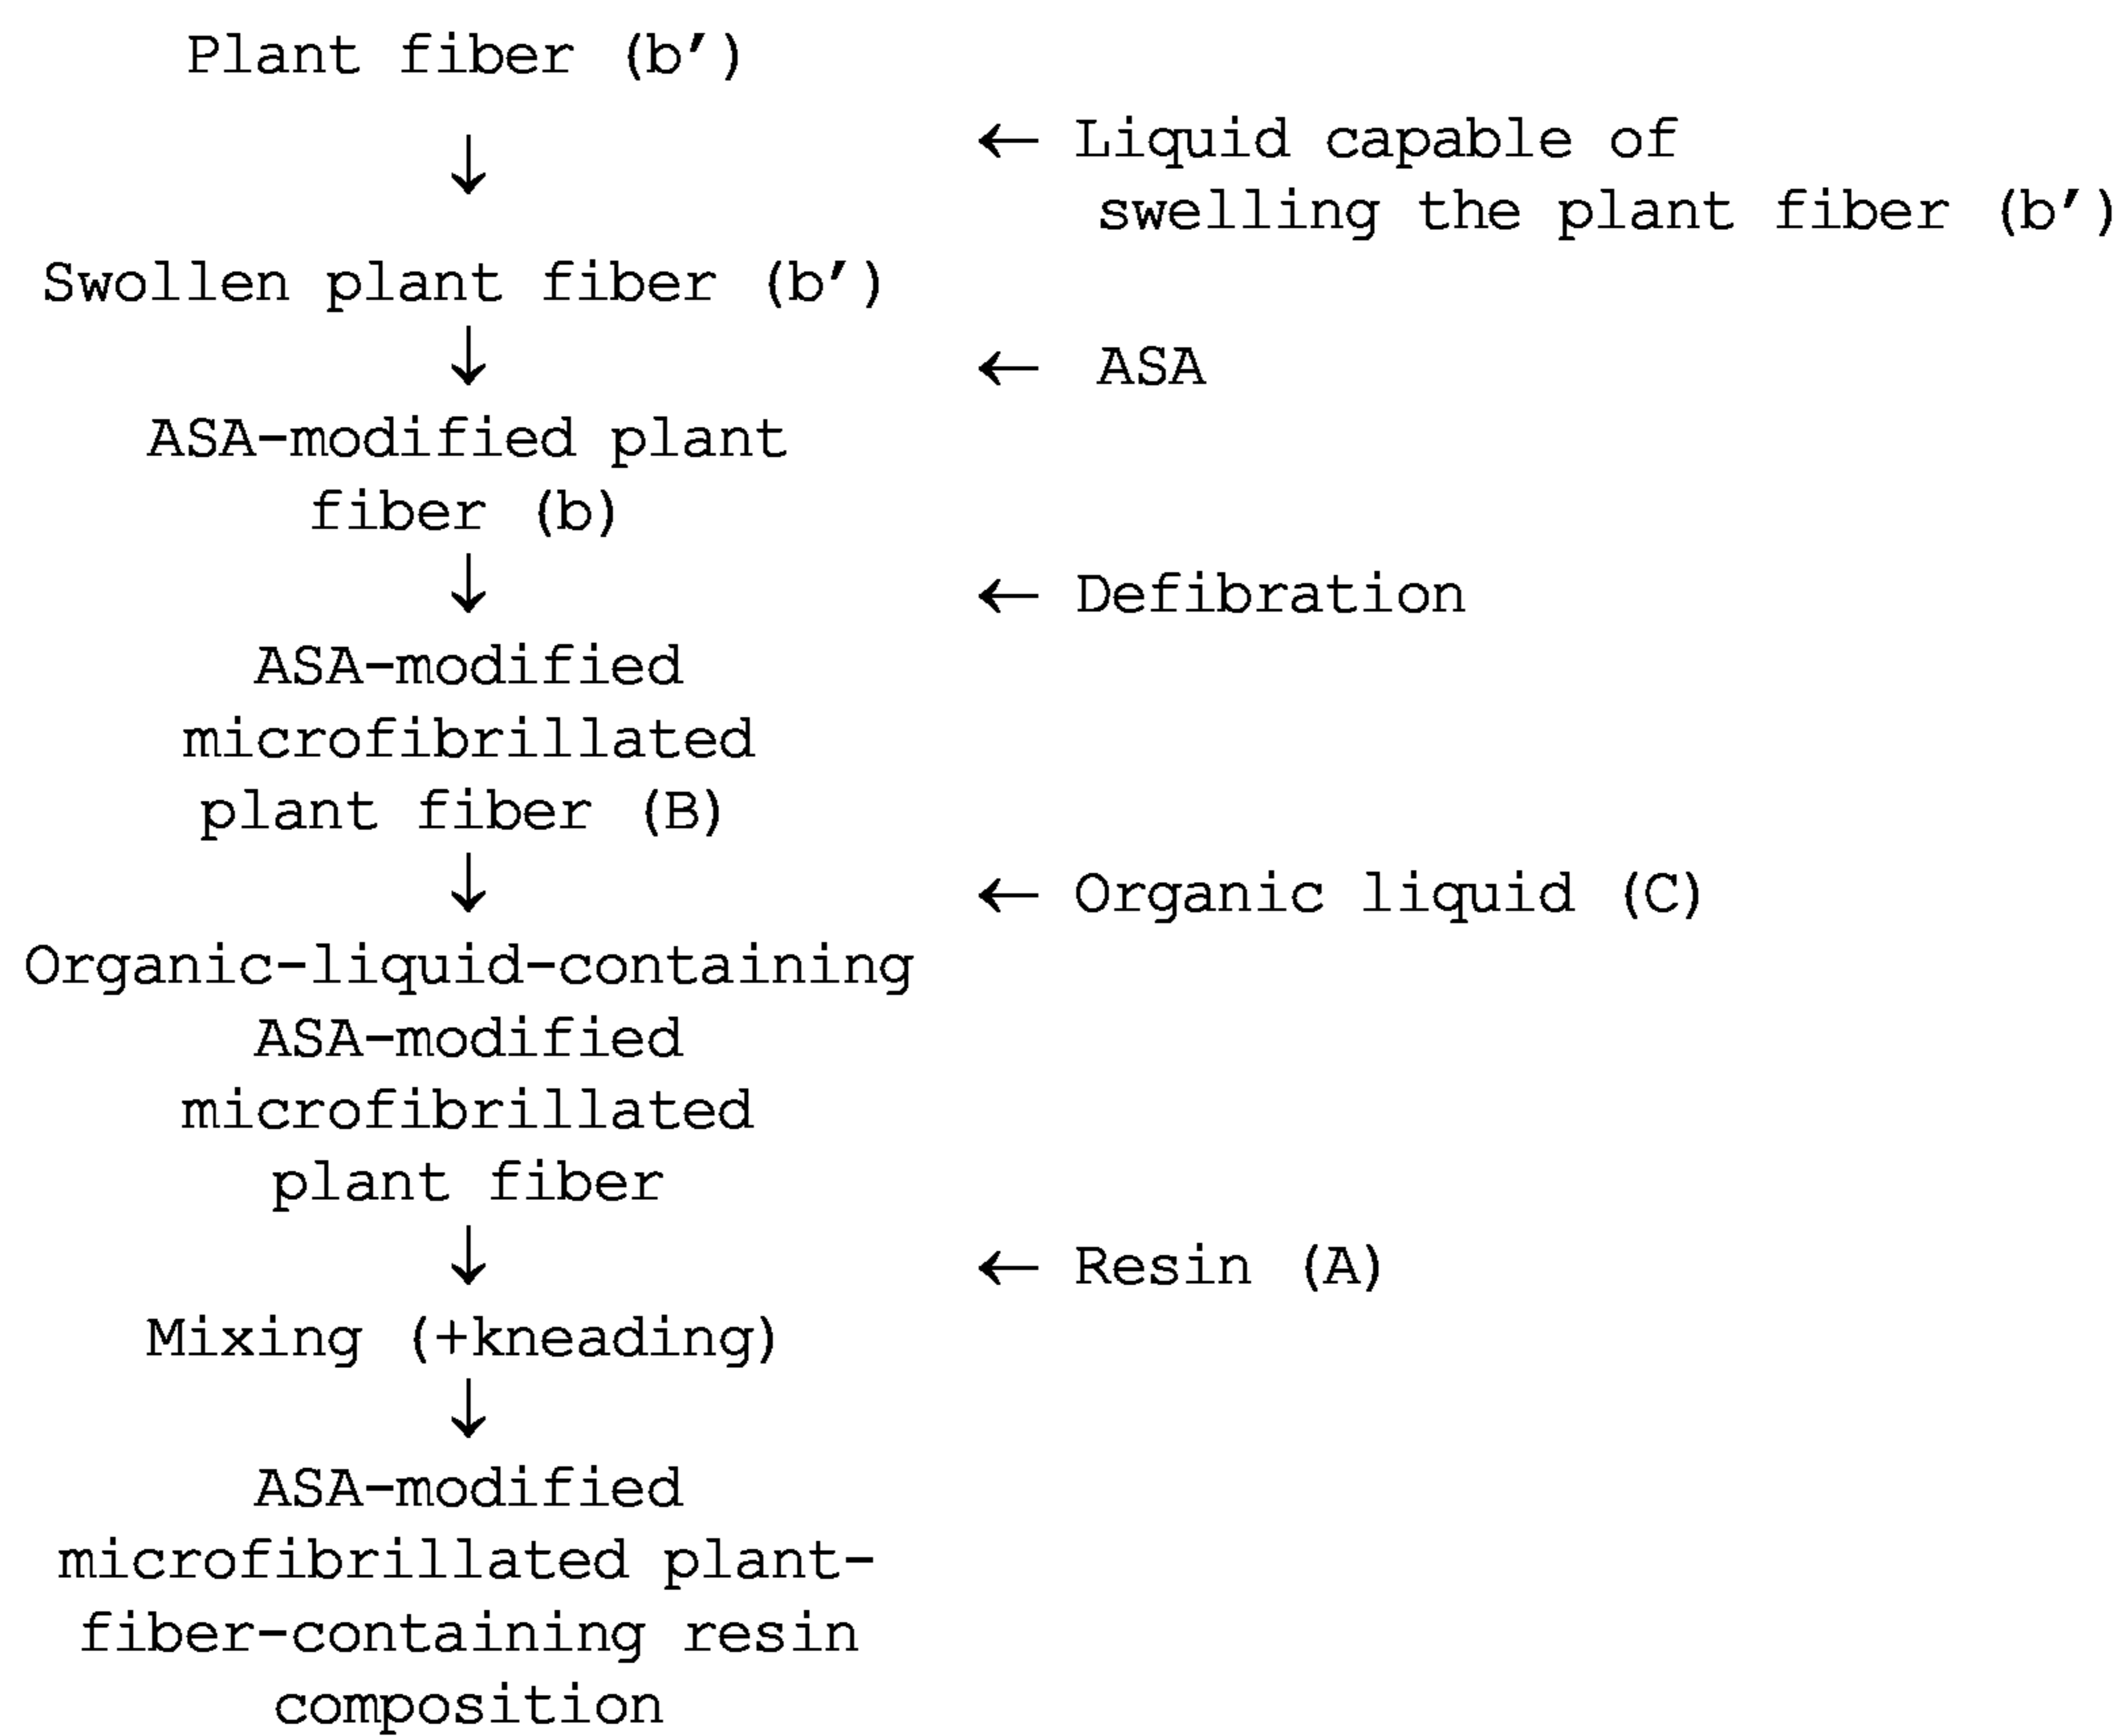 Plant fiber (b′)
↓
← Liquid capable of
swelling the plant fiber (b′)
Swollen plant fiber (b′)
↓
← ASA
ASA-modified plant
fiber (b)
↓
← Defibration
ASA-modified
microfibrillated
plant fiber (B)
↓
← Organic liquid (C)
Organic-liquid-containing
ASA-modified
microfibrillated
plant fiber
↓
← Resin (A)
Mixing (+kneading)
↓
ASA-modified
microfibrillated plant-
fiber-containing resin
composition